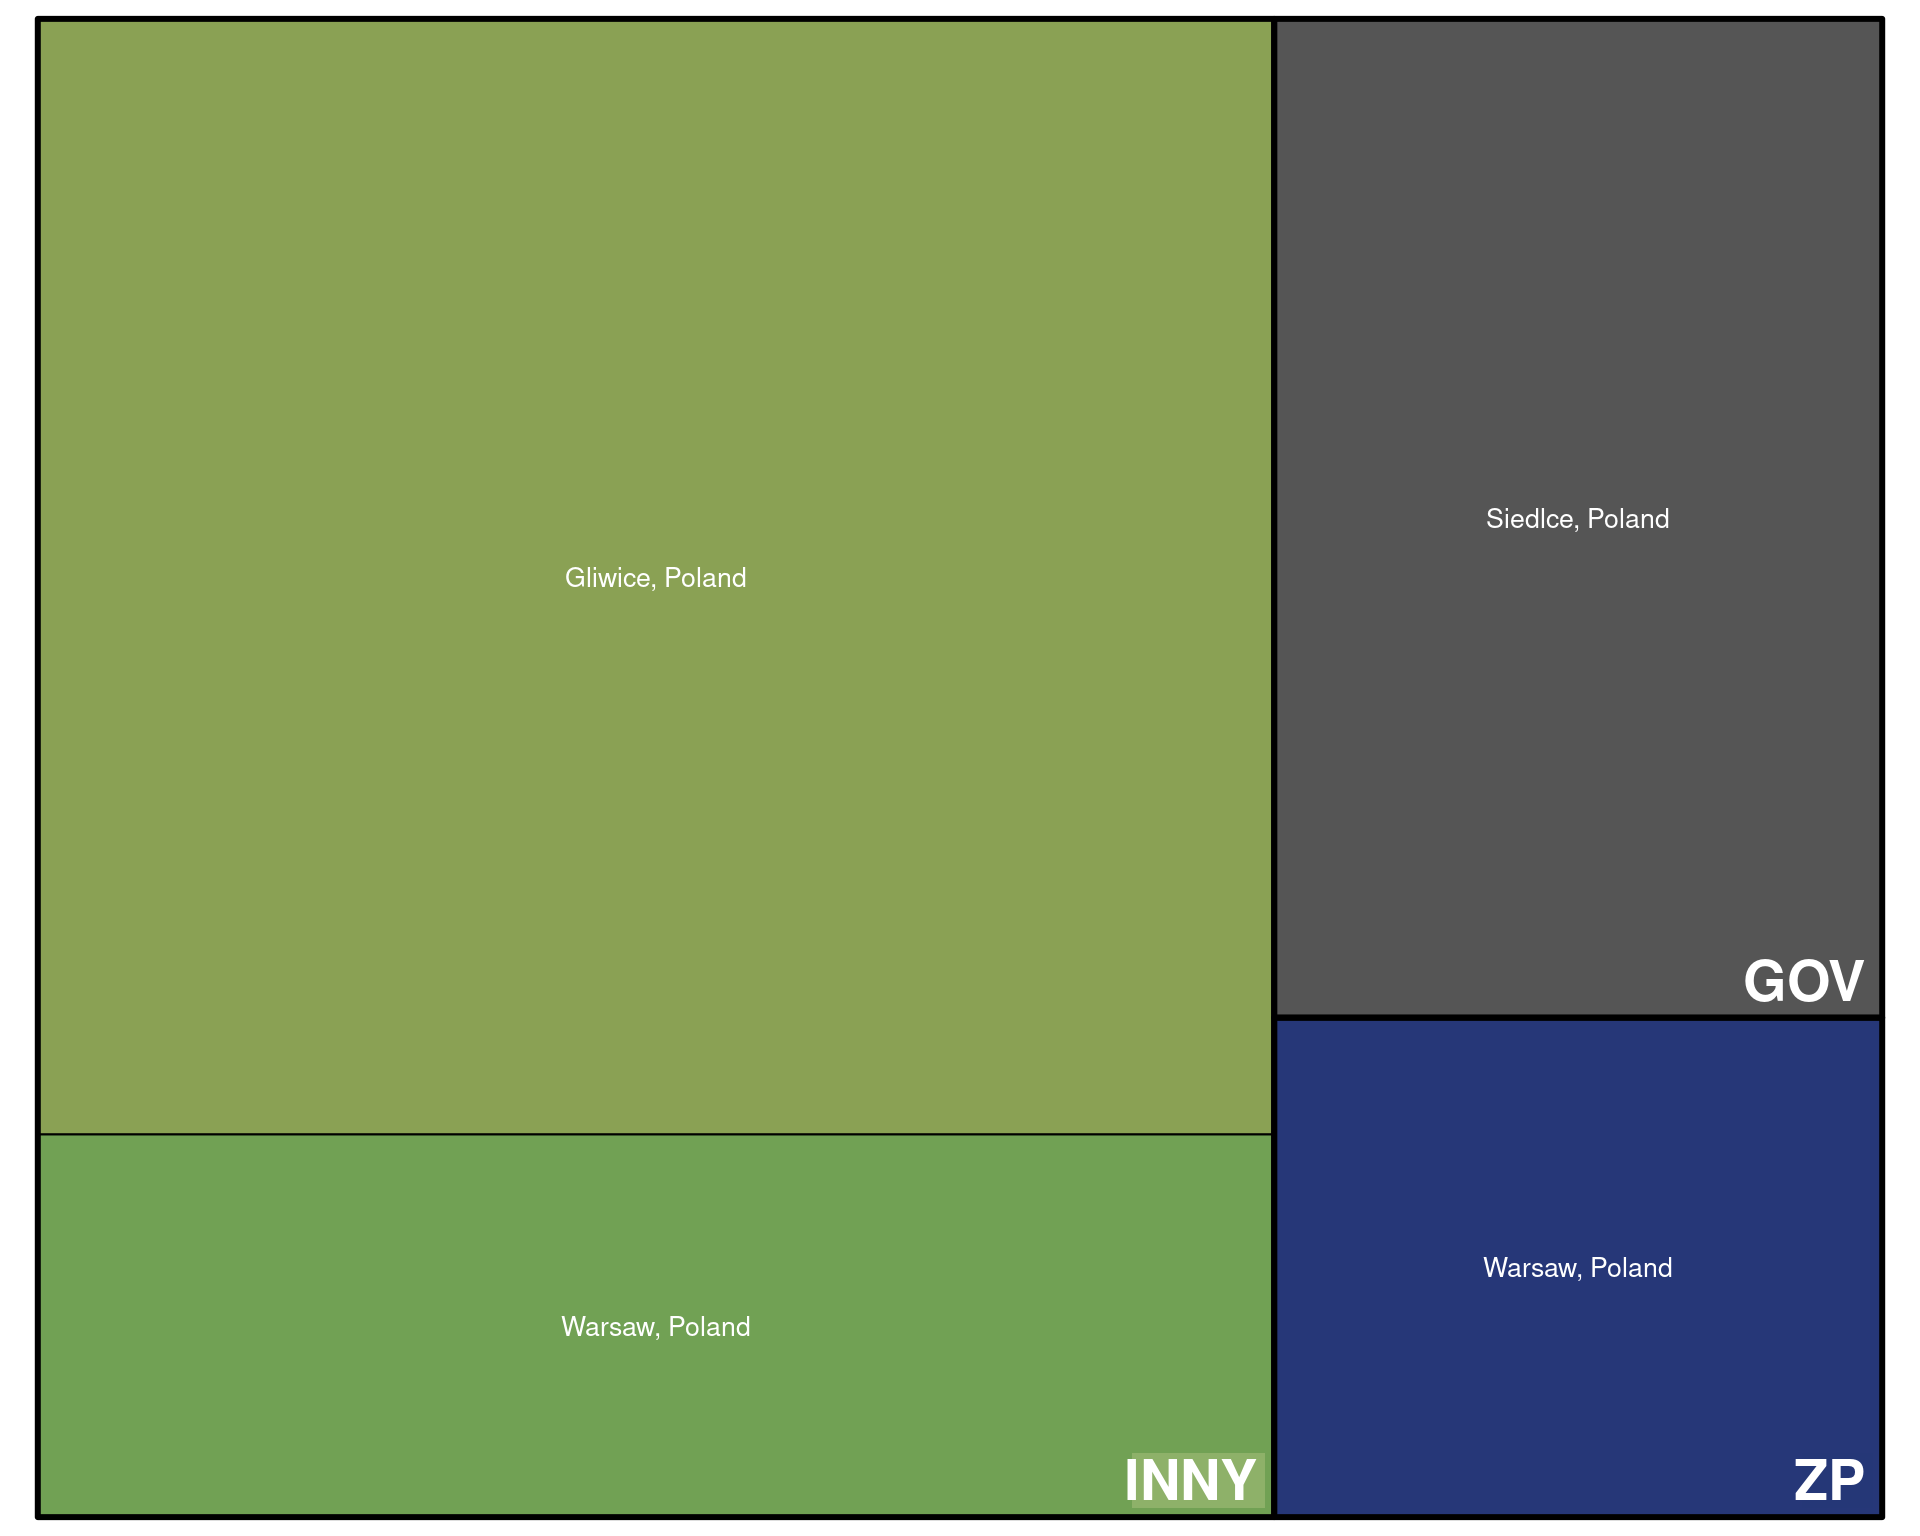 Gliwice, Poland
Warsaw, Poland
INNY
Siedlce, Poland
GOV
Warsaw, Poland
ZP